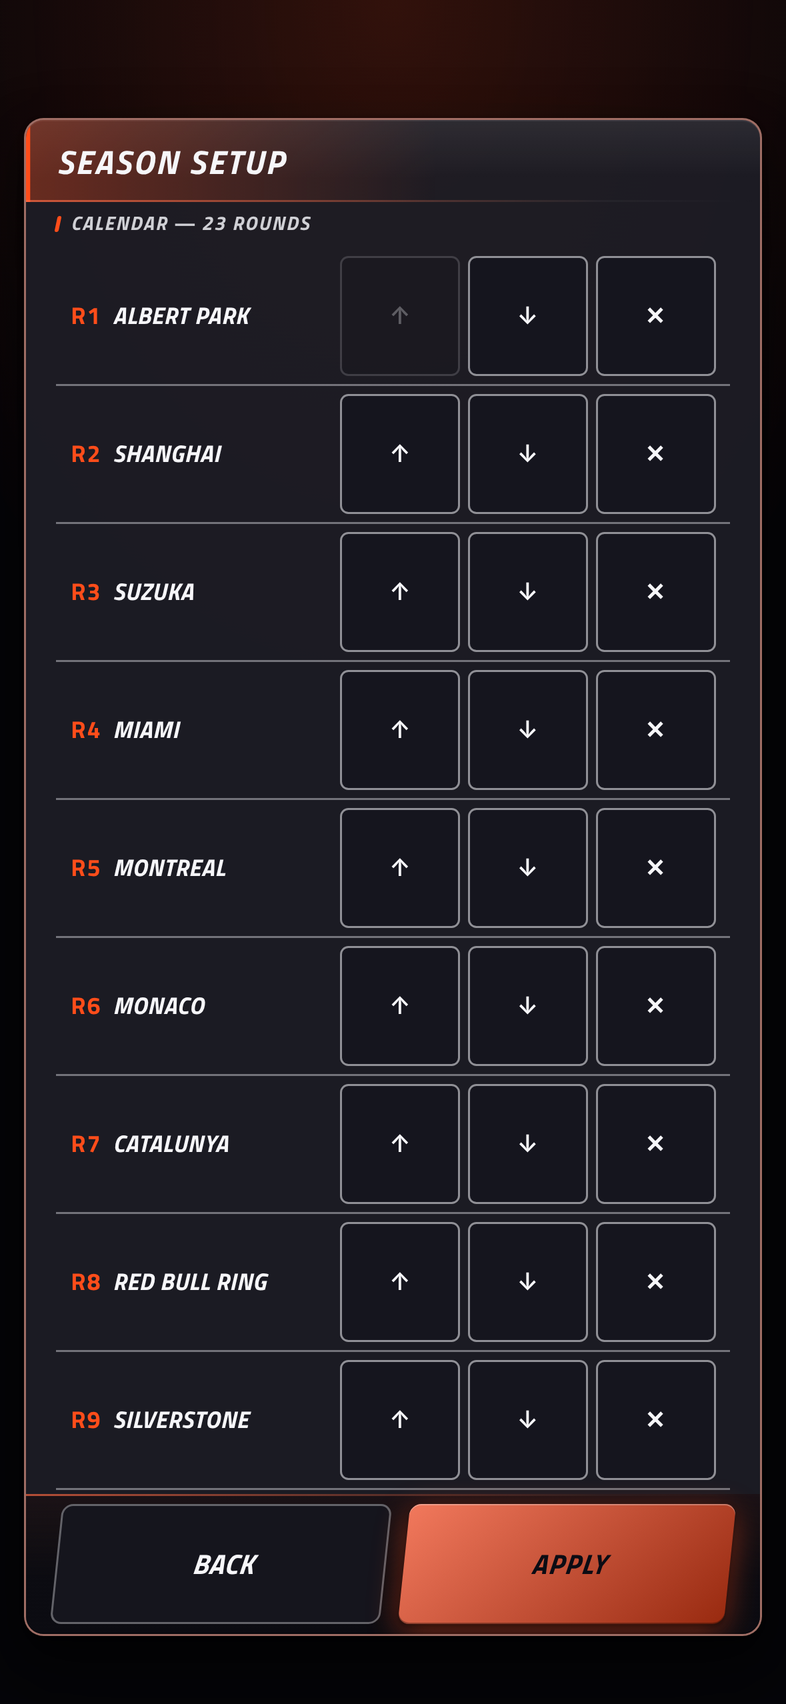 SEASON SETUP
CALENDAR — 23 ROUNDS
R1 ALBERT PARK ↑ ↓ ✕
R2 SHANGHAI ↑ ↓ ✕
R3 SUZUKA ↑ ↓ ✕
R4 MIAMI ↑ ↓ ✕
R5 MONTREAL ↑ ↓ ✕
R6 MONACO ↑ ↓ ✕
R7 CATALUNYA ↑ ↓ ✕
R8 RED BULL RING ↑ ↓ ✕
R9 SILVERSTONE ↑ ↓ ✕
BACK APPLY